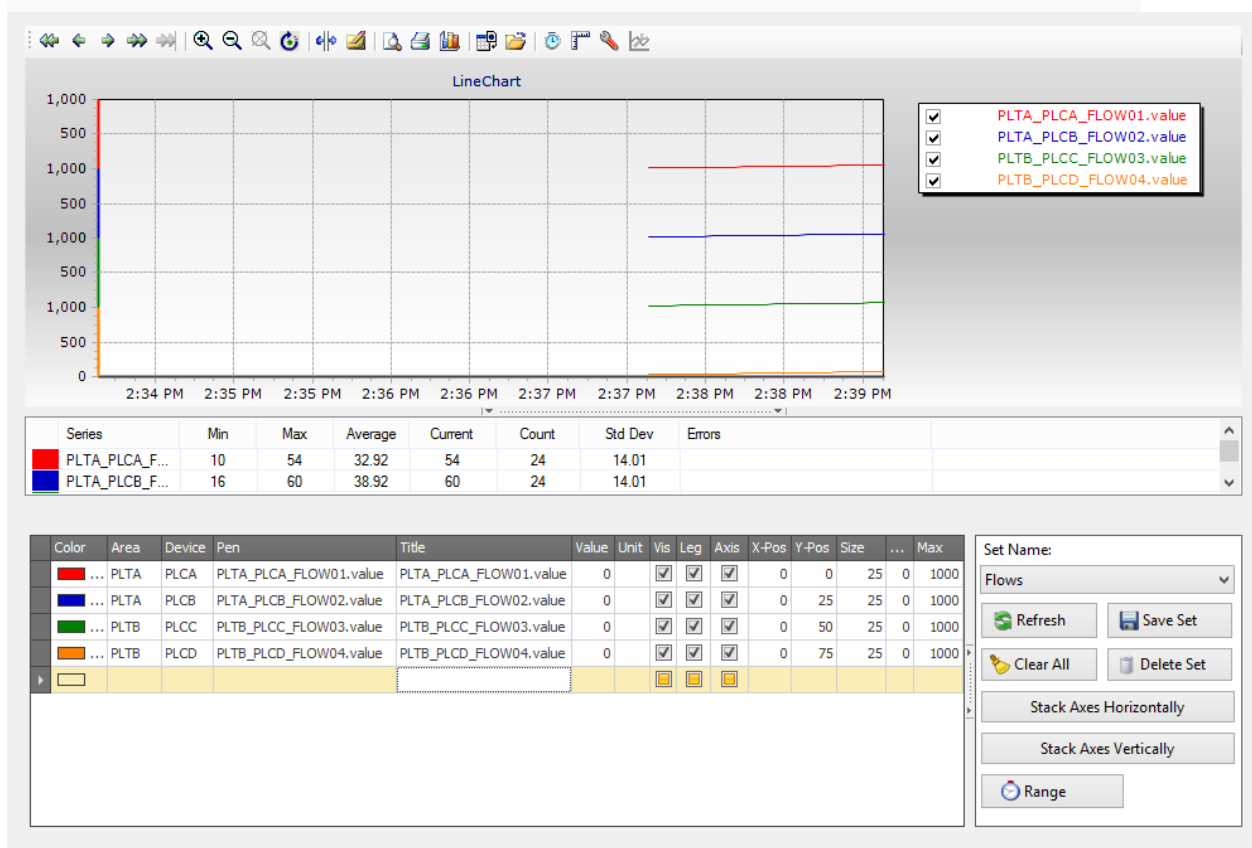 LineChart
1,000
500
1,000
500
1,000
500
1,000
500
0
2:34 PM 2:35 PM 2:35 PM 2:36 PM 2:36 PM 2:37 PM 2:37 PM 2:38 PM 2:38 PM 2:39 PM
PLTA_PLCA_FLOW01.value
PLTA_PLCB_FLOW02.value
PLTB_PLCC_FLOW03.value
PLTB_PLCD_FLOW04.value
Series Min Max Average Current Count Std Dev Errors
PLTA_PLCA_F... 10 54 32.92 54 24 14.01
PLTA_PLCB_F... 16 60 38.92 60 24 14.01
Color Area Device Pen Title Value Unit Vis Leg Axis X-Pos Y-Pos Size ... Max
... PLTA PLCA PLTA_PLCA_FLOW01.value PLTA_PLCA_FLOW01.value 0 0 0 25 0 1000
... PLTA PLCB PLTA_PLCB_FLOW02.value PLTA_PLCB_FLOW02.value 0 0 25 25 0 1000
... PLTB PLCC PLTB_PLCC_FLOW03.value PLTB_PLCC_FLOW03.value 0 0 50 25 0 1000
... PLTB PLCD PLTB_PLCD_FLOW04.value PLTB_PLCD_FLOW04.value 0 0 75 25 0 1000
Set Name:
Flows
Refresh Save Set
Clear All Delete Set
Stack Axes Horizontally
Stack Axes Vertically
Range